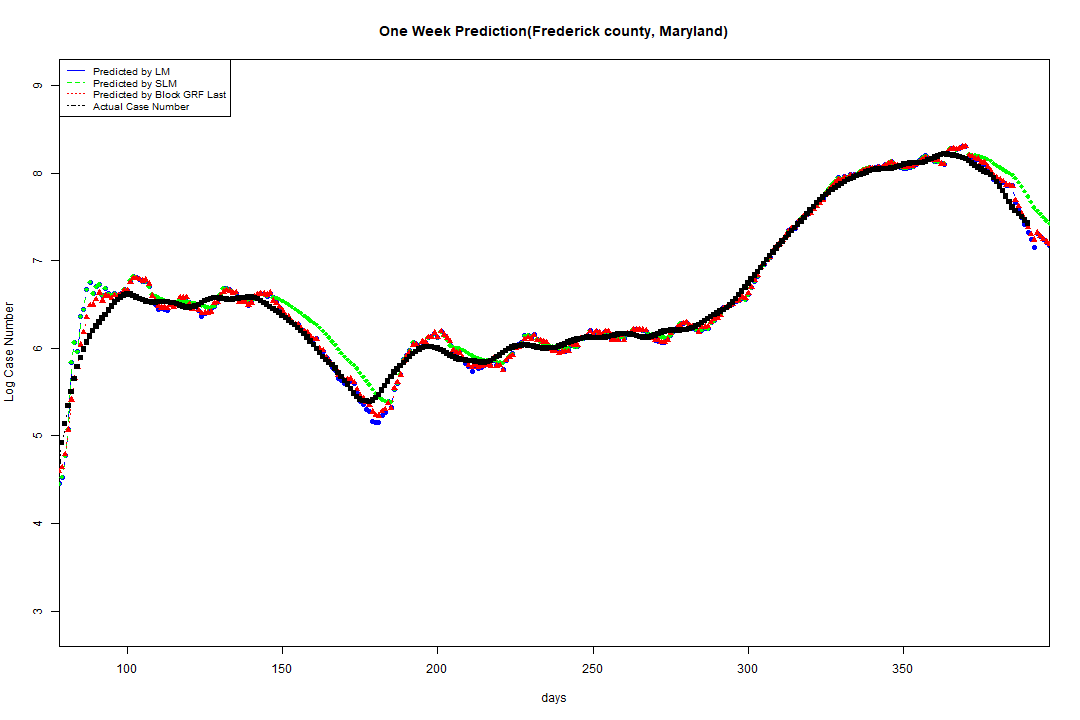 One Week Prediction(Frederick county, Maryland)
Predicted by LM
Predicted by SLM
Predicted by Block GRF Last
Actual Case Number
9
8
7
6
5
4
3
Log Case Number
100 150 200 250 300 350
days